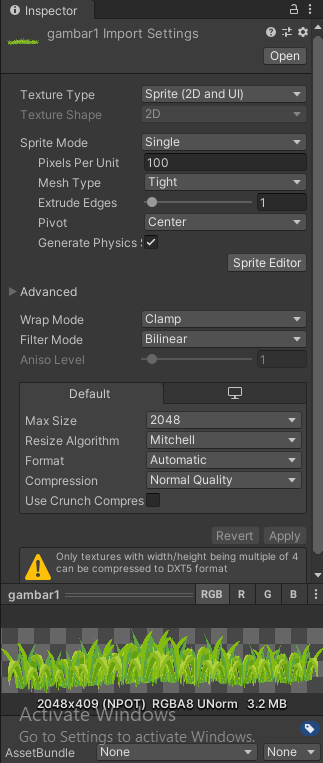 Inspector
gambar1 Import Settings
Open
Texture Type Sprite (2D and UI)
Texture Shape 2D
Sprite Mode Single
Pixels Per Unit 100
Mesh Type Tight
Extrude Edges 1
Pivot Center
Generate Physics S
Sprite Editor
Advanced
Wrap Mode Clamp
Filter Mode Bilinear
Aniso Level 1
Default
Max Size 2048
Resize Algorithm Mitchell
Format Automatic
Compression Normal Quality
Use Crunch Compres
Revert Apply
Only textures with width/height being multiple of 4
can be compressed to DXT5 format
gambar1 RGB R G B
2048x409 (NPOT) RGBA8 UNorm 3.2 MB
Activate Windows
Go to Settings to activate Windows.
AssetBundle None None